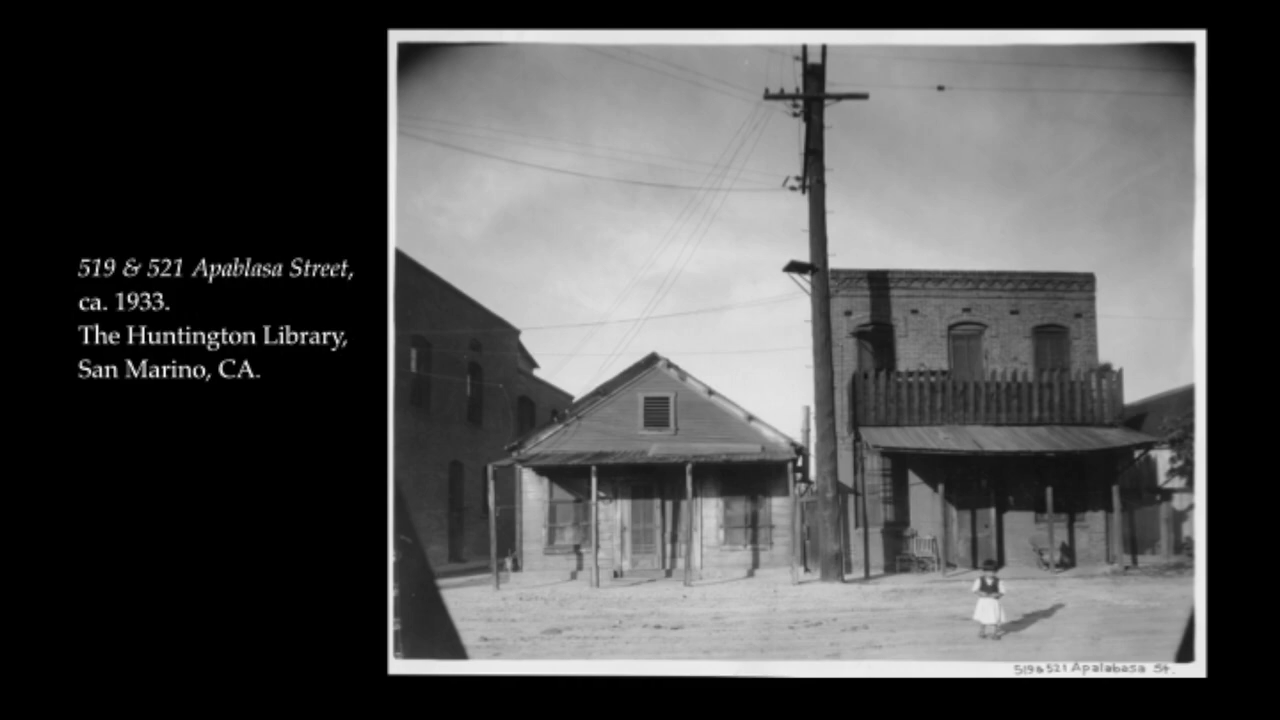 519 & 521 Apablasa Street,
ca. 1933.
The Huntington Library,
San Marino, CA.
519 & 521 Apalabasa St.